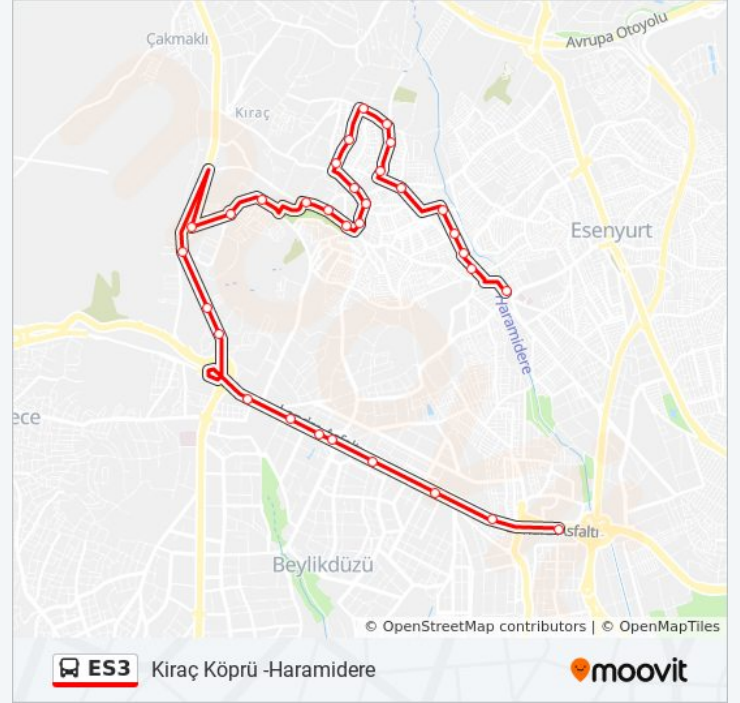 Çakmaklı
Avrupa Otoyolu
Kıraç
Esenyurt
Haramidere
ece
Asfaltı
Beylikdüzü
© OpenStreetMap contributors | © OpenMapTiles
ES3 Kiraç Köprü -Haramidere
moovit